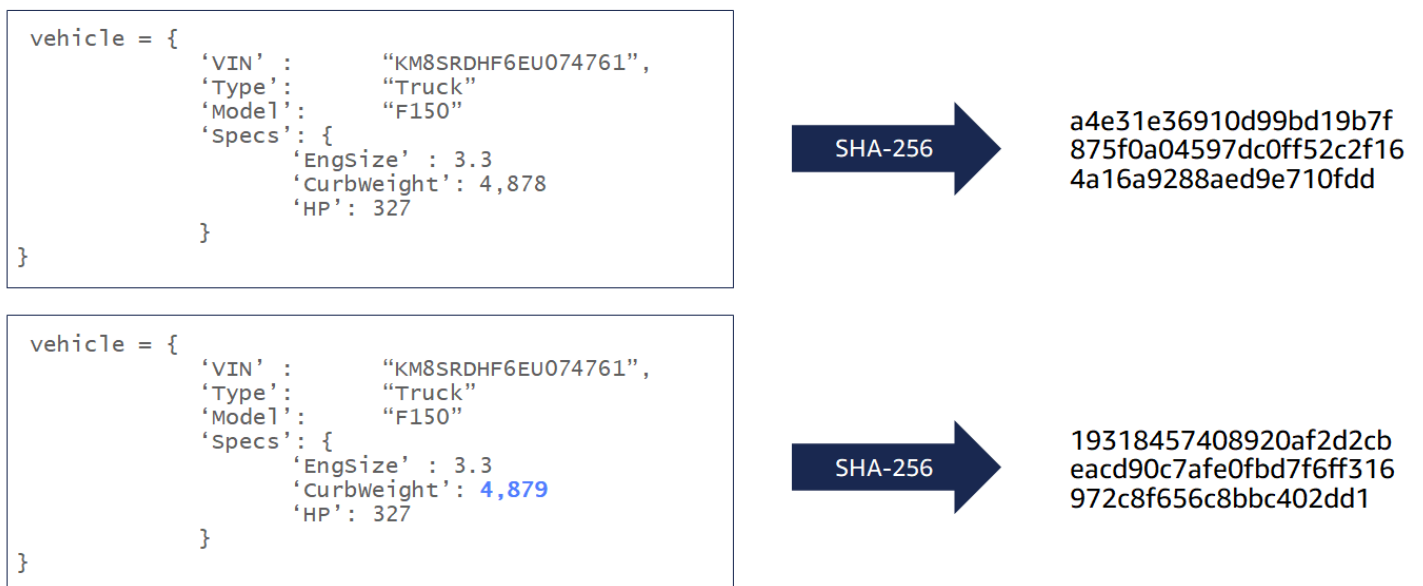 vehicle = {
‘VIN’ : “KM8SRDHF6EU074761”,
‘Type’: “Truck”
‘Model’: “F150”
‘Specs’: {
‘EngSize’ : 3.3
‘CurbWeight’: 4,878
‘HP’: 327
}
}
SHA-256
a4e31e36910d99bd19b7f
875f0a04597dc0ff52c2f16
4a16a9288aed9e710fdd
vehicle = {
‘VIN’ : “KM8SRDHF6EU074761”,
‘Type’: “Truck”
‘Model’: “F150”
‘Specs’: {
‘EngSize’ : 3.3
‘CurbWeight’: 4,879
‘HP’: 327
}
}
SHA-256
19318457408920af2d2cb
eacd90c7afe0fbd7f6ff316
972c8f656c8bbc402dd1